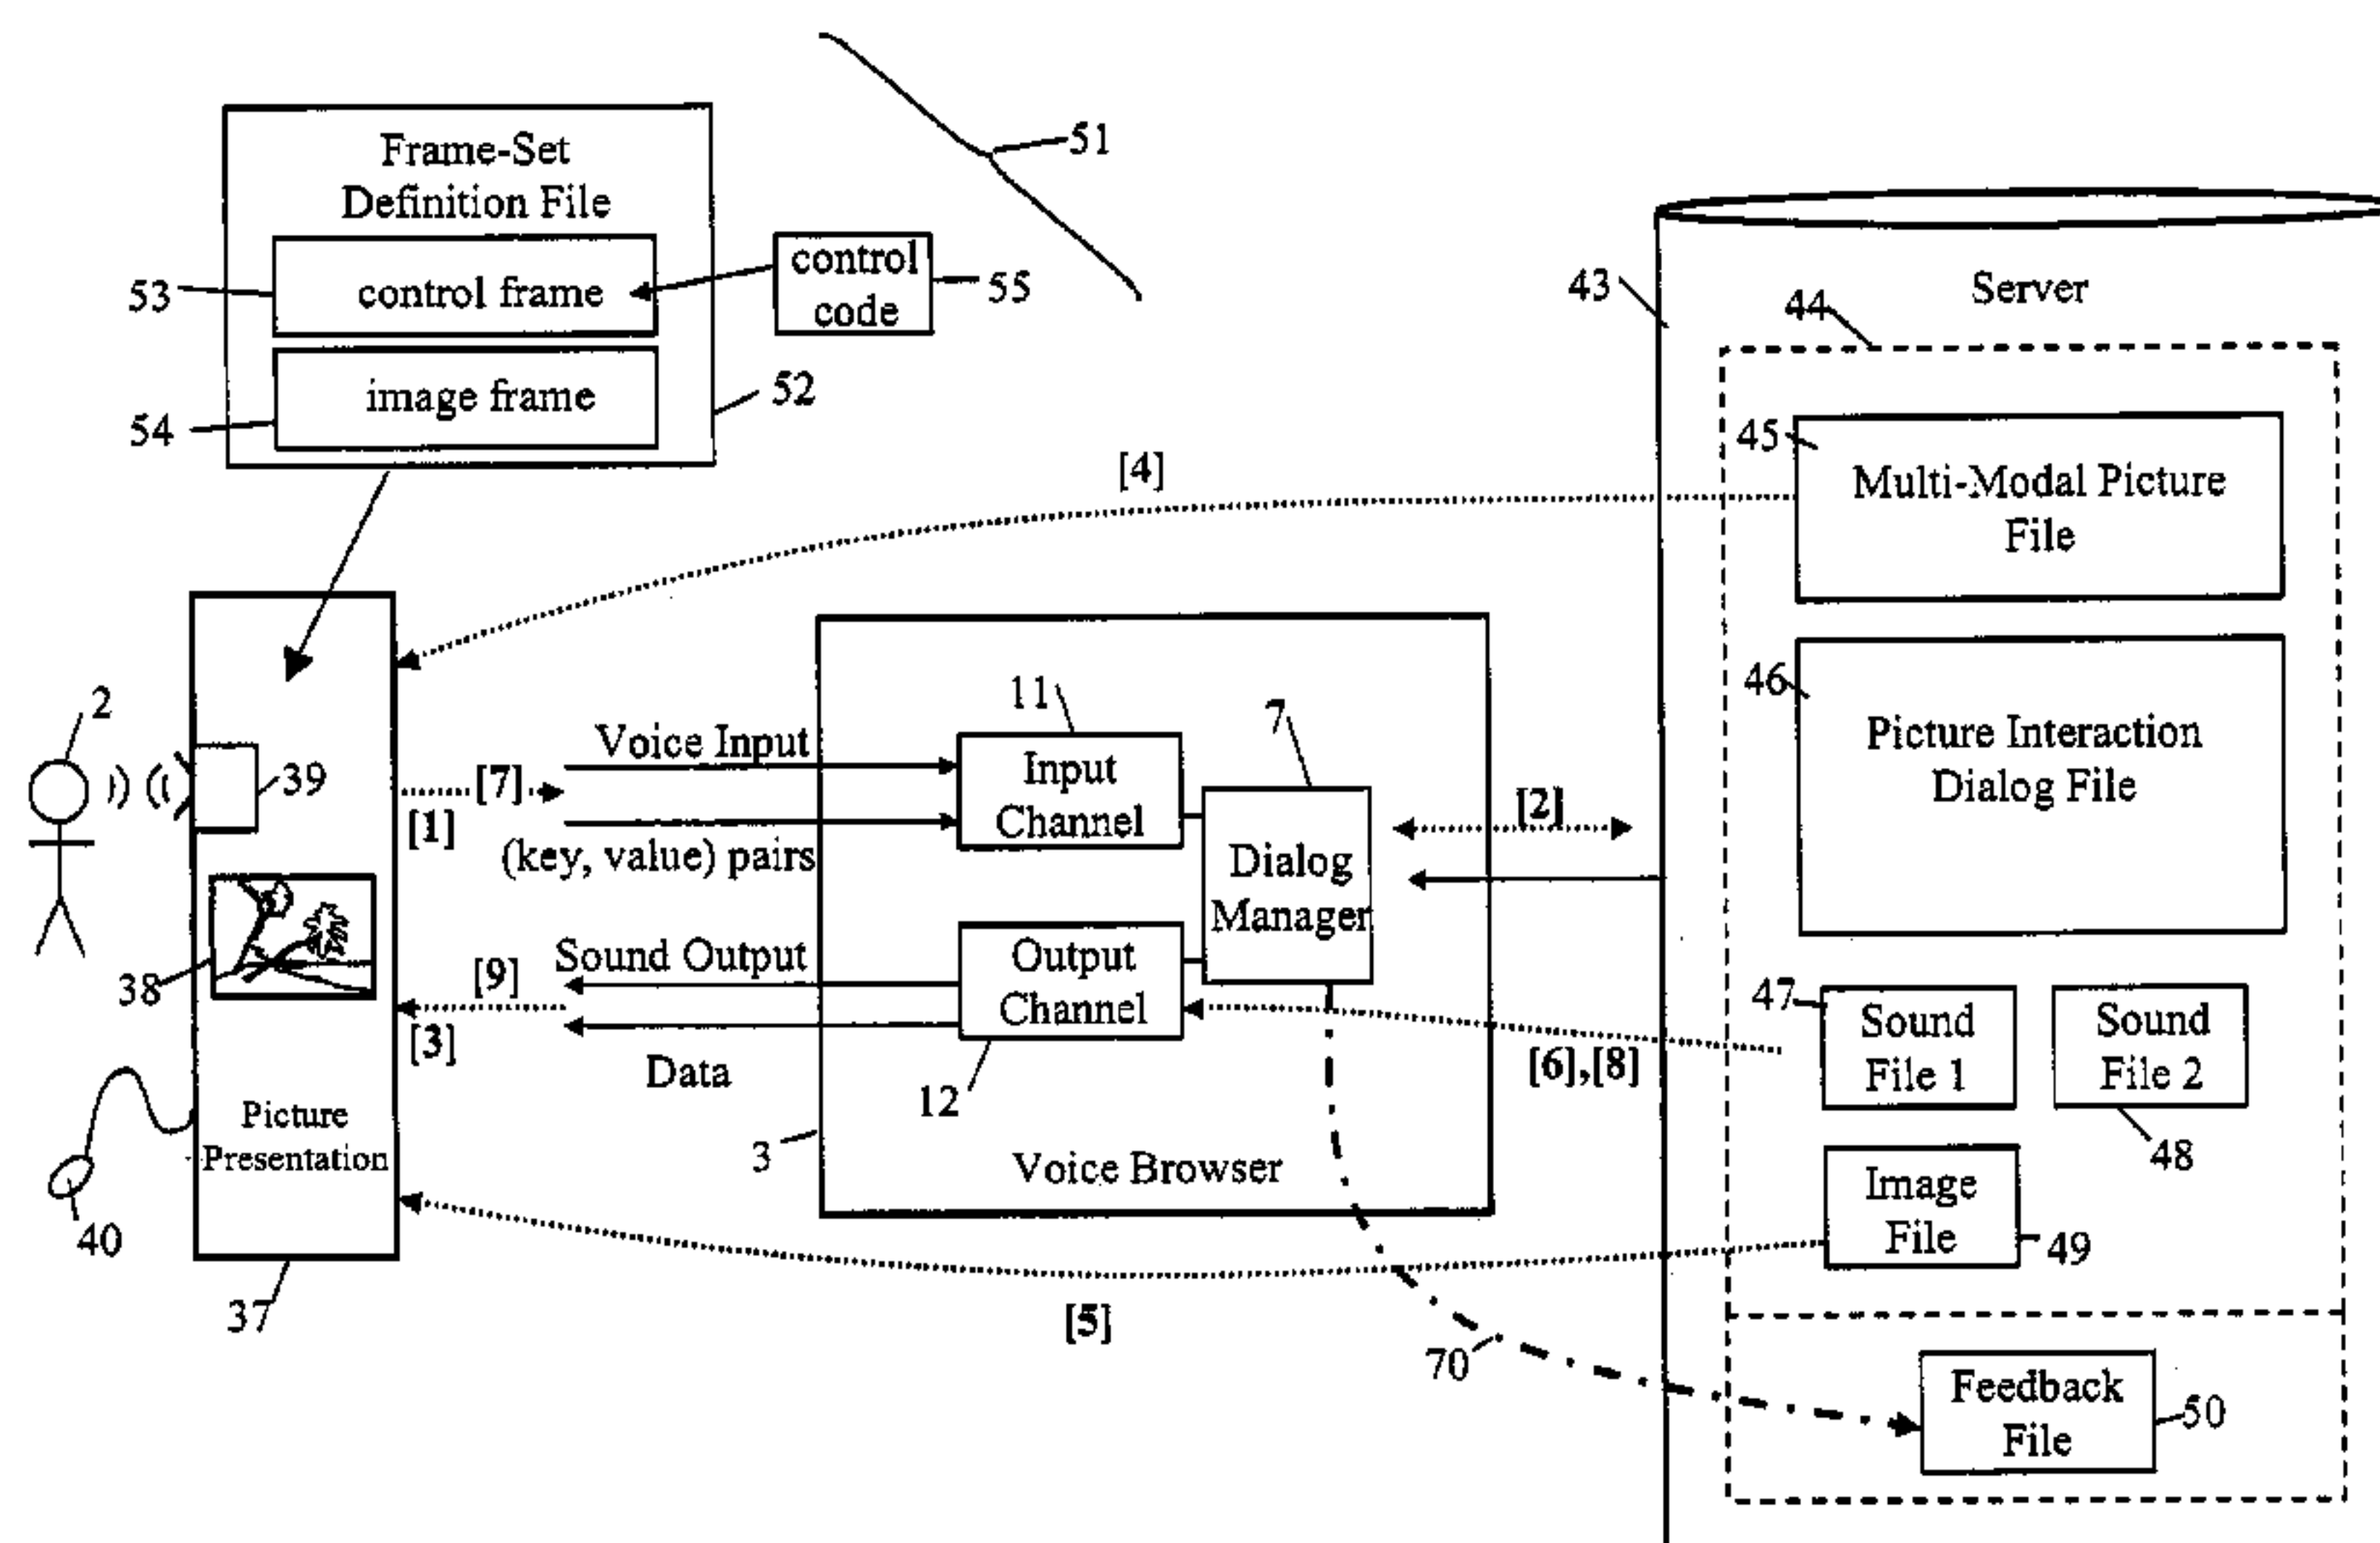 51
Frame-Set
Definition File
53
control frame
control
code
55
54
image frame
52
[4]
2
39
[1]
[7]
Voice Input
(key, value) pairs
38
[9]
[3]
Sound Output
Data
Picture
Presentation
40
37
11
Input
Channel
7
Dialog
Manager
Output
Channel
12
3
Voice Browser
[2]
[6],[8]
[5]
70
43
Server
44
45
Multi-Modal Picture
File
46
Picture Interaction
Dialog File
47
Sound
File 1
Sound
File 2
48
Image
File
49
Feedback
File
50